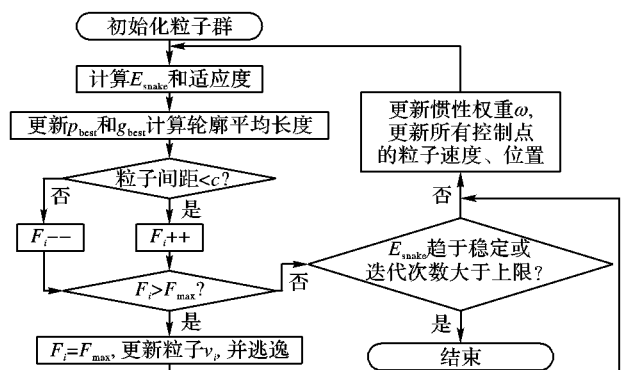 初始化粒子群
计算E_snake和适应度
更新p_best和g_best计算轮廓平均长度
粒子间距<c?
否
是
F_i--
F_i++
F_i>F_max?
否
是
F_i=F_max, 更新粒子v_i, 并逃逸
更新惯性权重ω,
更新所有控制点
的粒子速度、位置
否
E_snake趋于稳定或
迭代次数大于上限?
是
结束